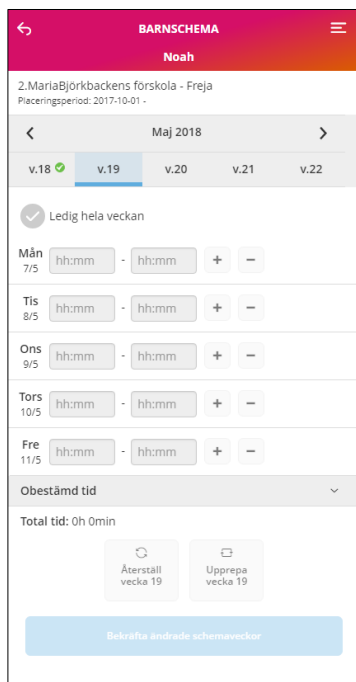 BARNSCHEMA
Noah
2.MariaBjörkbackens förskola - Freja
Placeringsperiod: 2017-10-01 -
Maj 2018
v.18 v.19 v.20 v.21 v.22
Ledig hela veckan
Mån hh:mm - hh:mm + -
7/5
Tis hh:mm - hh:mm + -
8/5
Ons hh:mm - hh:mm + -
9/5
Tors hh:mm - hh:mm + -
10/5
Fre hh:mm - hh:mm + -
11/5
Obestämd tid
Total tid: 0h 0min
Återställ
vecka 19
Upprepa
vecka 19
Bekräfta ändrade schemaveckor